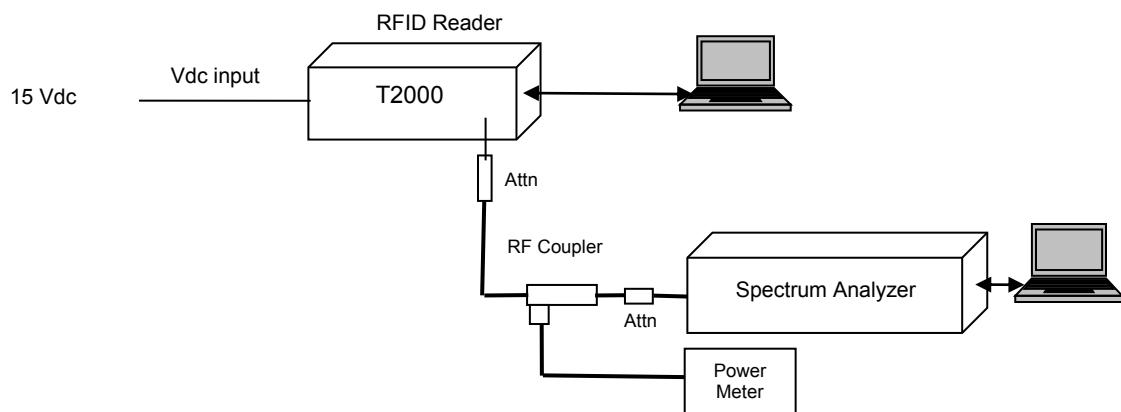 RFID Reader
Vdc input
15 Vdc
T2000
Attn
RF Coupler
Spectrum Analyzer
Attn
Power
Meter